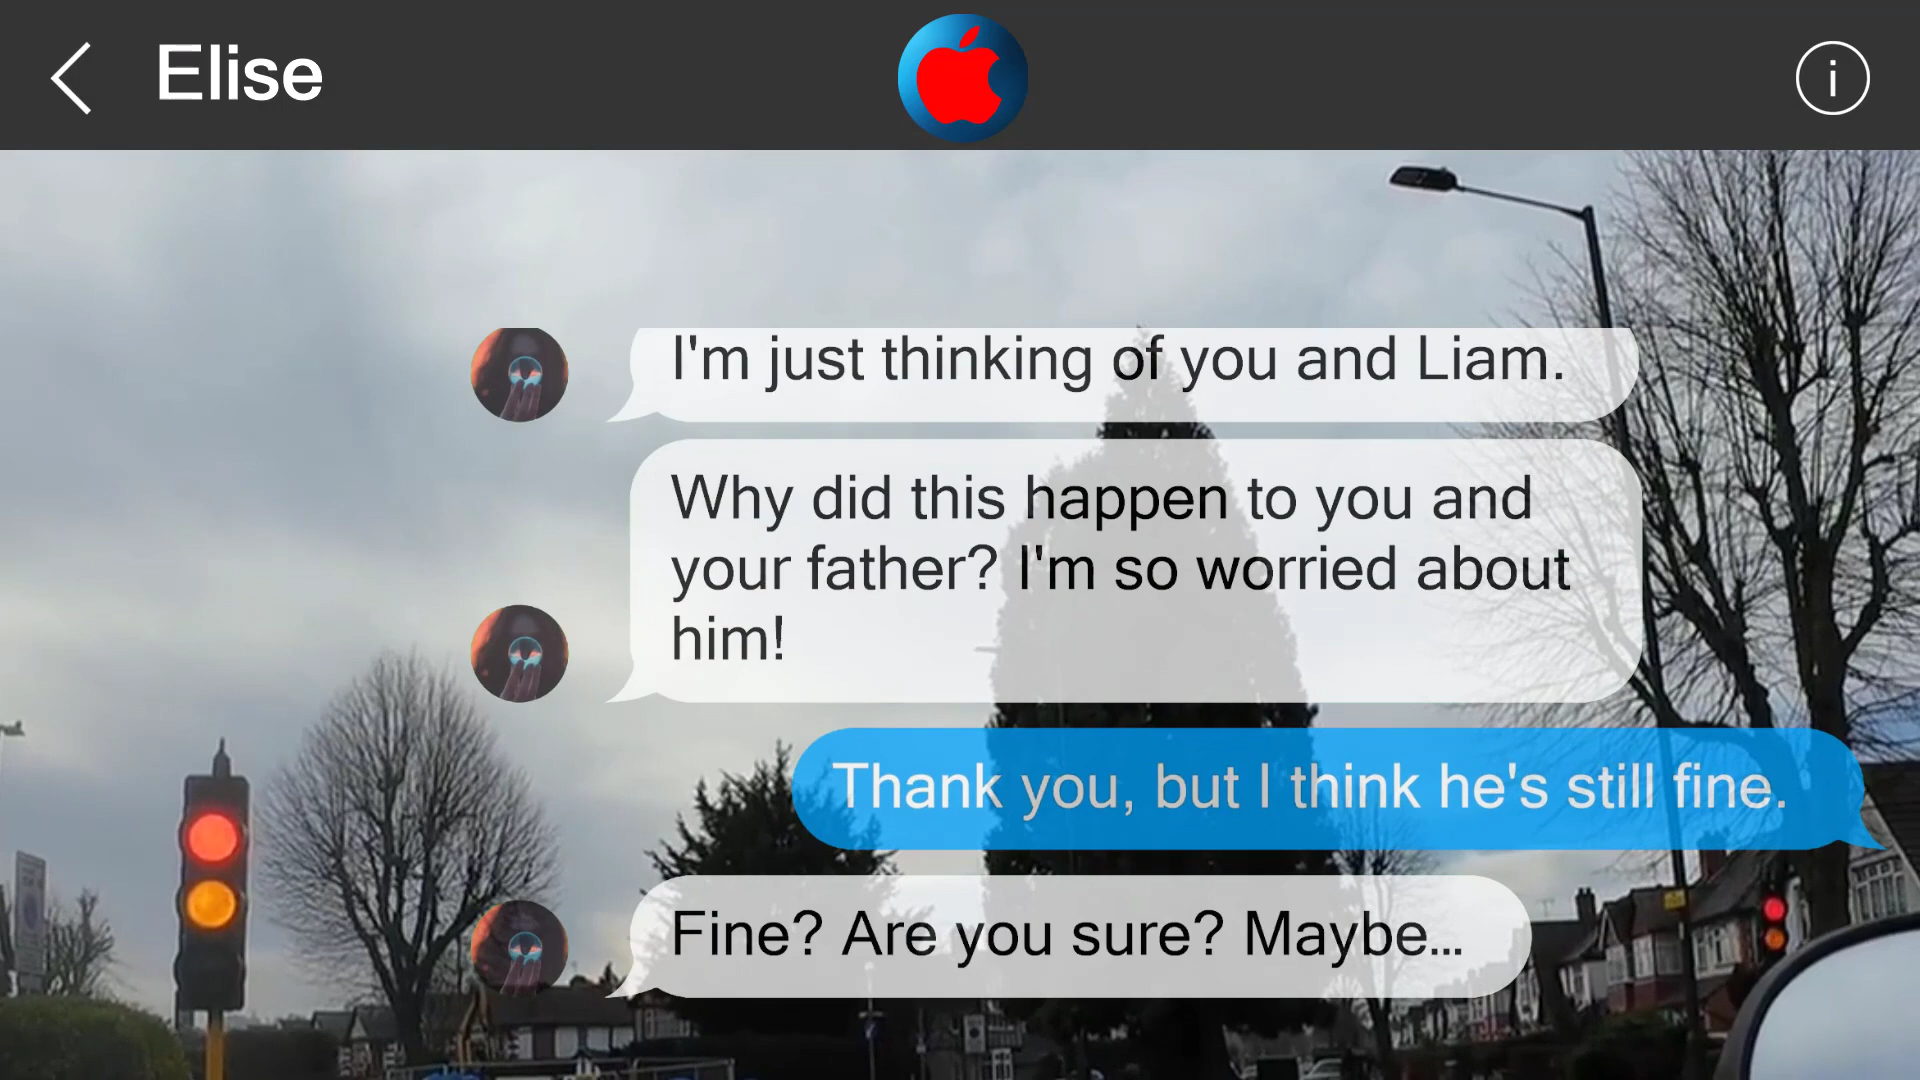 Elise
I'm just thinking of you and Liam.
Why did this happen to you and
your father? I'm so worried about
him!
Thank you, but I think he's still fine.
Fine? Are you sure? Maybe...